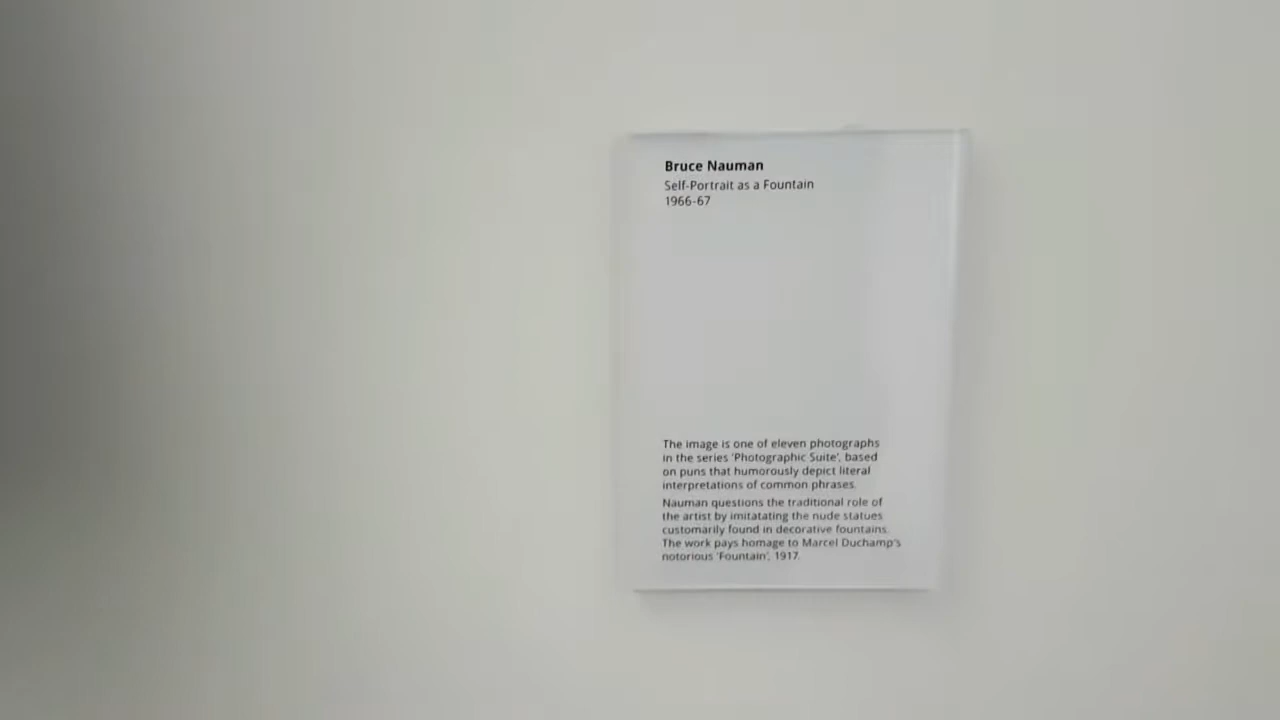 Bruce Nauman
Self-Portrait as a Fountain
1966-67
The image is one of eleven photographs
in the series 'Photographic Suite', based
on puns that humorously depict literal
interpretations of common phrases.
Nauman questions the traditional role of
the artist by imitatating the nude statues
customarily found in decorative fountains.
The work pays homage to Marcel Duchamp's
notorious 'Fountain', 1917.